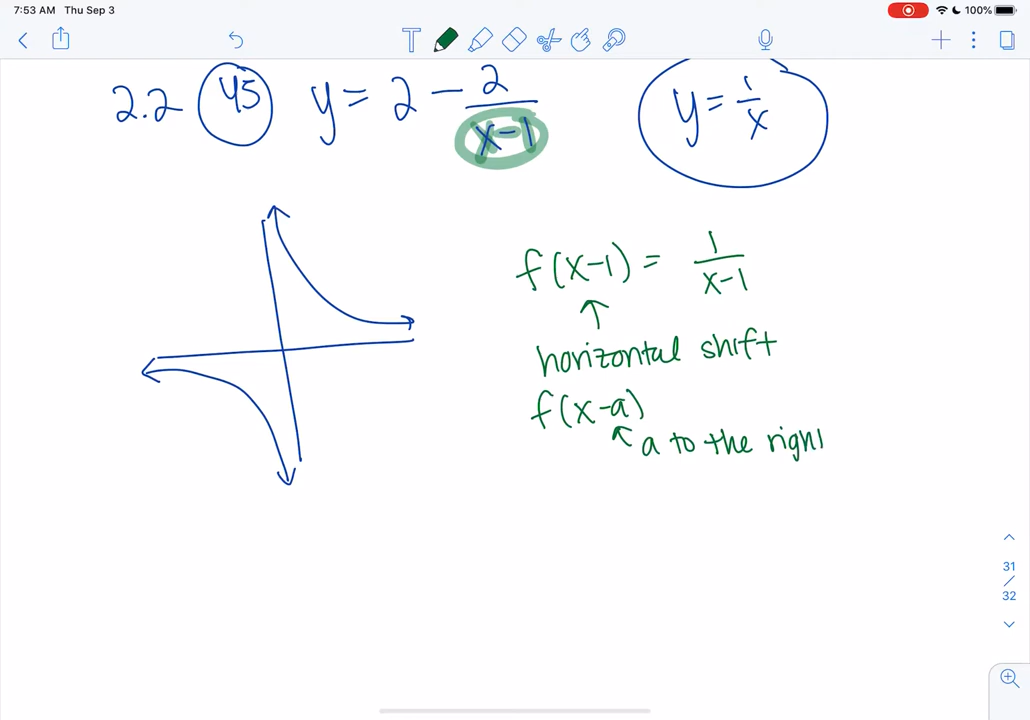 7:53 AM Thu Sep 3
100%
2.2 45 y = 2 - 2/(x-1) y = 1/x
f(x-1) = 1/(x-1)
horizontal shift
f(x-a)
a to the right
31
/
32